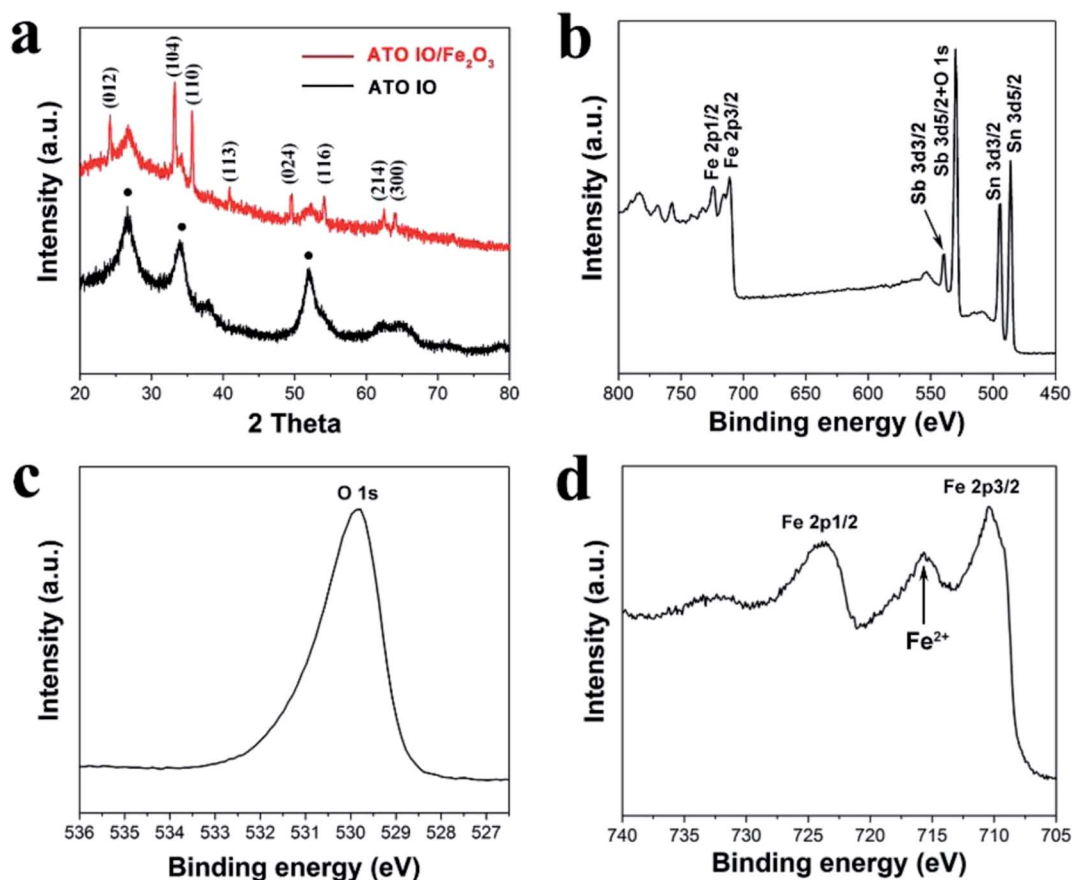 a
ATO IO/Fe₂O₃
ATO IO
(012)
(104)
(110)
(113)
(024)
(116)
(214)
(300)
Intensity (a.u.)
20 30 40 50 60 70 80
2 Theta
b
Fe 2p1/2
Fe 2p3/2
Sb 3d3/2
Sb 3d5/2+O 1s
Sn 3d3/2
Sn 3d5/2
Intensity (a.u.)
800 750 700 650 600 550 500 450
Binding energy (eV)
c
O 1s
Intensity (a.u.)
536 535 534 533 532 531 530 529 528 527
Binding energy (eV)
d
Fe 2p3/2
Fe 2p1/2
Fe²⁺
Intensity (a.u.)
740 735 730 725 720 715 710 705
Binding energy (eV)